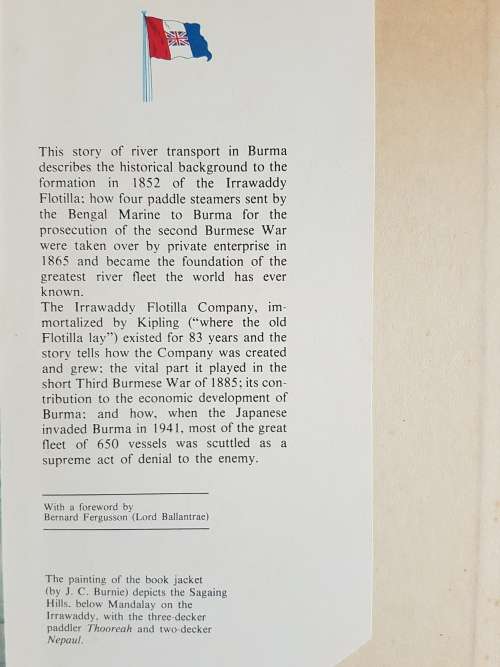 This story of river transport in Burma
describes the historical background to the
formation in 1852 of the Irrawaddy
Flotilla; how four paddle steamers sent by
the Bengal Marine to Burma for the
prosecution of the second Burmese War
were taken over by private enterprise in
1865 and became the foundation of the
greatest river fleet the world has ever
known.
The Irrawaddy Flotilla Company, im-
mortalized by Kipling (“where the old
Flotilla lay”) existed for 83 years and the
story tells how the Company was created
and grew; the vital part it played in the
short Third Burmese War of 1885; its con-
tribution to the economic development of
Burma; and how, when the Japanese
invaded Burma in 1941, most of the great
fleet of 650 vessels was scuttled as a
supreme act of denial to the enemy.
With a foreword by
Bernard Fergusson (Lord Ballantrae)
The painting of the book jacket
(by J. C. Burnie) depicts the Sagaing
Hills, below Mandalay on the
Irrawaddy, with the three-decker
paddler Thooreah and two-decker
Nepaul.